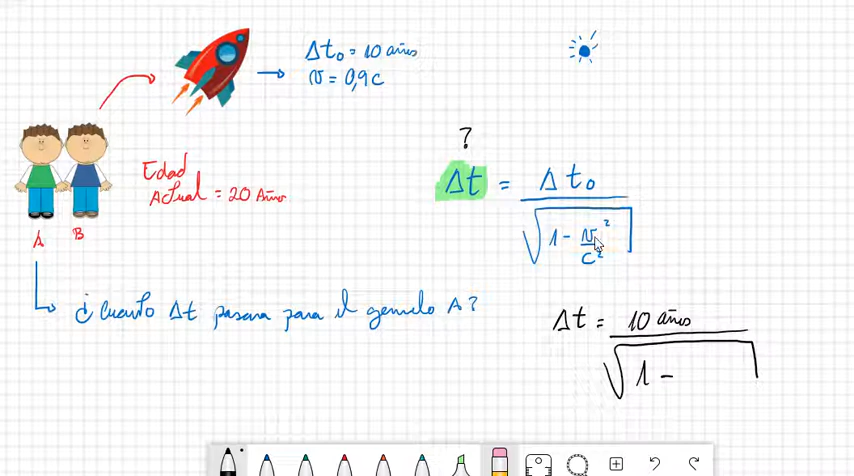 Δt₀ = 10 años
v = 0,9c
?
Δt = Δt₀ / √(1 - v²/c²)
Edad
Actual = 20 Años
A B
¿Cuanto Δt pasara para el gemelo A?
Δt = 10 años / √(1 -